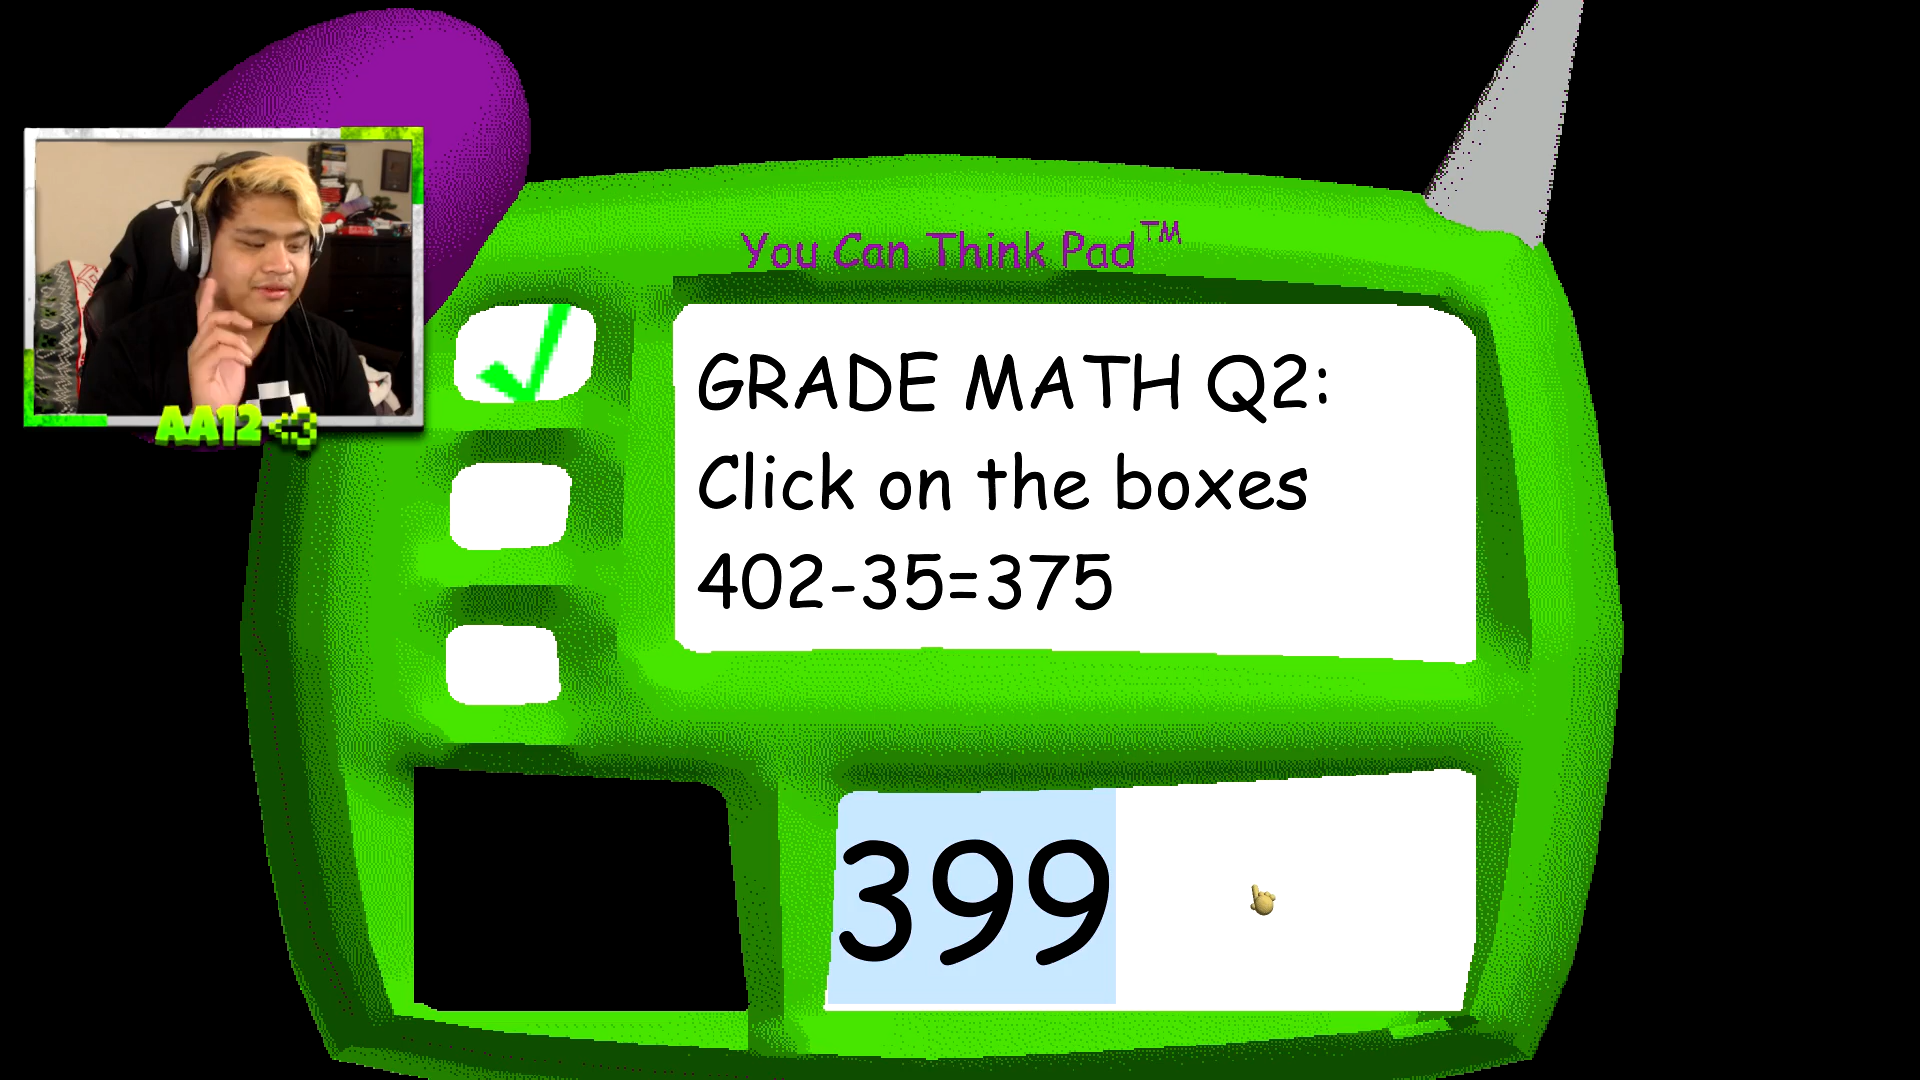 You Can Think Pad™
GRADE MATH Q2:
Click on the boxes
402-35=375
399
AA12